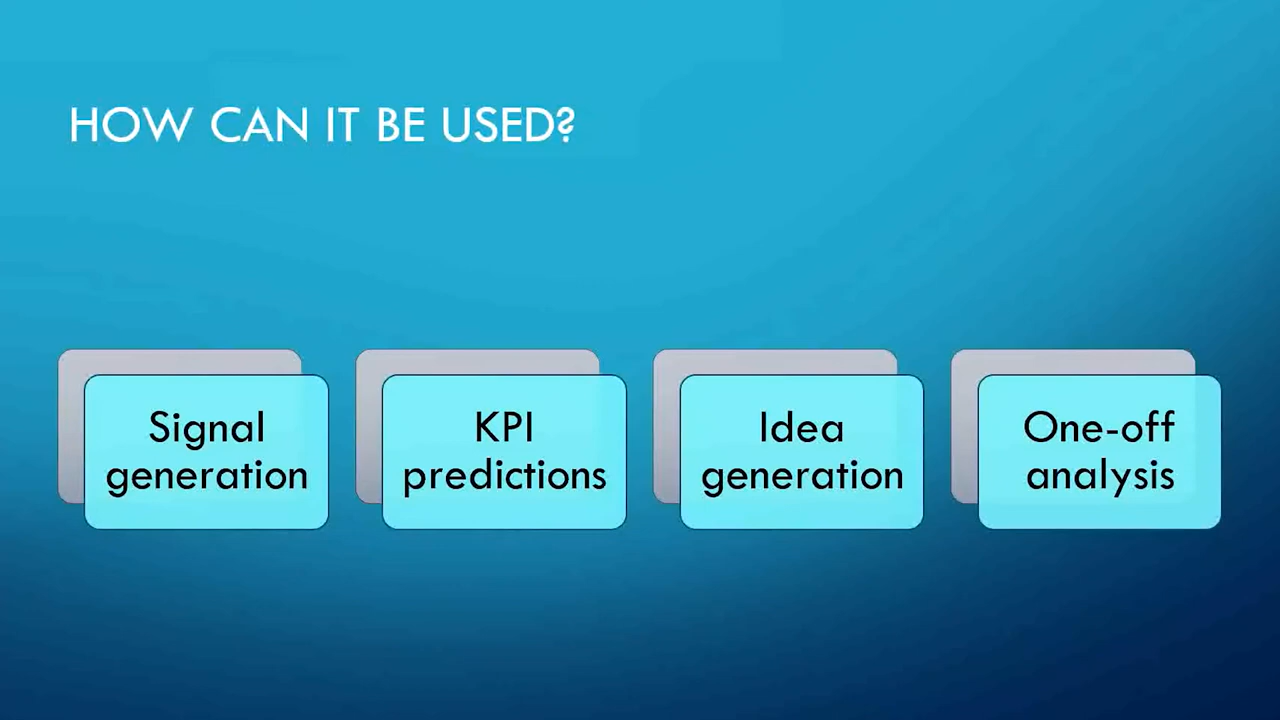 HOW CAN IT BE USED?
Signal
generation
KPI
predictions
Idea
generation
One-off
analysis